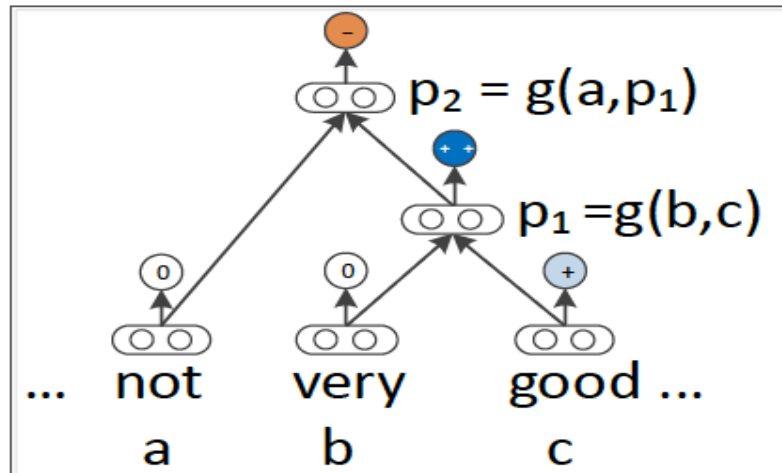 −
p₂ = g(a,p₁)
+ +
p₁ =g(b,c)
0 0 +
... not very good ...
a b c